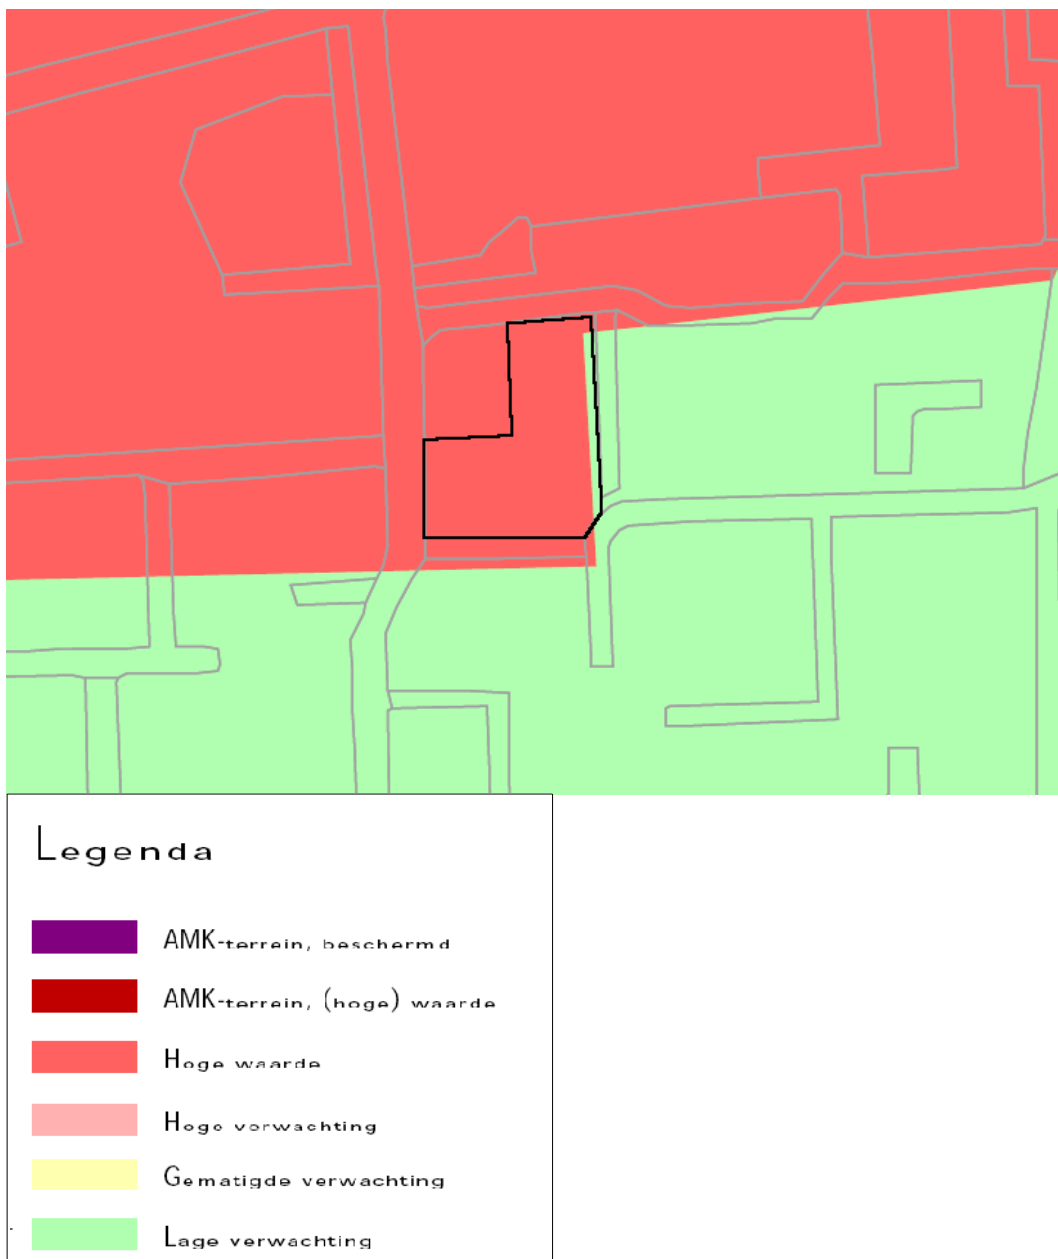 Legenda
AMK-terrein, beschermd
AMK-terrein, (hoge) waarde
Hoge waarde
Hoge verwachting
Gematigde verwachting
Lage verwachting